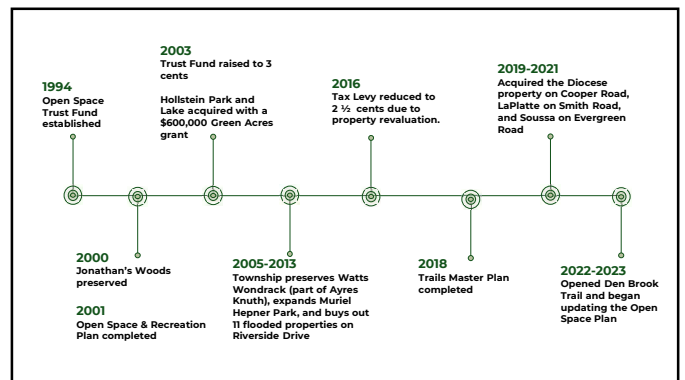 1994
Open Space
Trust Fund
established
2003
Trust Fund raised to 3
cents
Hollstein Park and
Lake acquired with a
$600,000 Green Acres
grant
2016
Tax Levy reduced to
2 ½ cents due to
property revaluation.
2019-2021
Acquired the Diocese
property on Cooper Road,
LaPlatte on Smith Road,
and Soussa on Evergreen
Road
2000
Jonathan's Woods
preserved
2001
Open Space & Recreation
Plan completed
2005-2013
Township preserves Watts
Wondrack (part of Ayres
Knuth), expands Muriel
Hepner Park, and buys out
11 flooded properties on
Riverside Drive
2018
Trails Master Plan
completed
2022-2023
Opened Den Brook
Trail and began
updating the Open
Space Plan